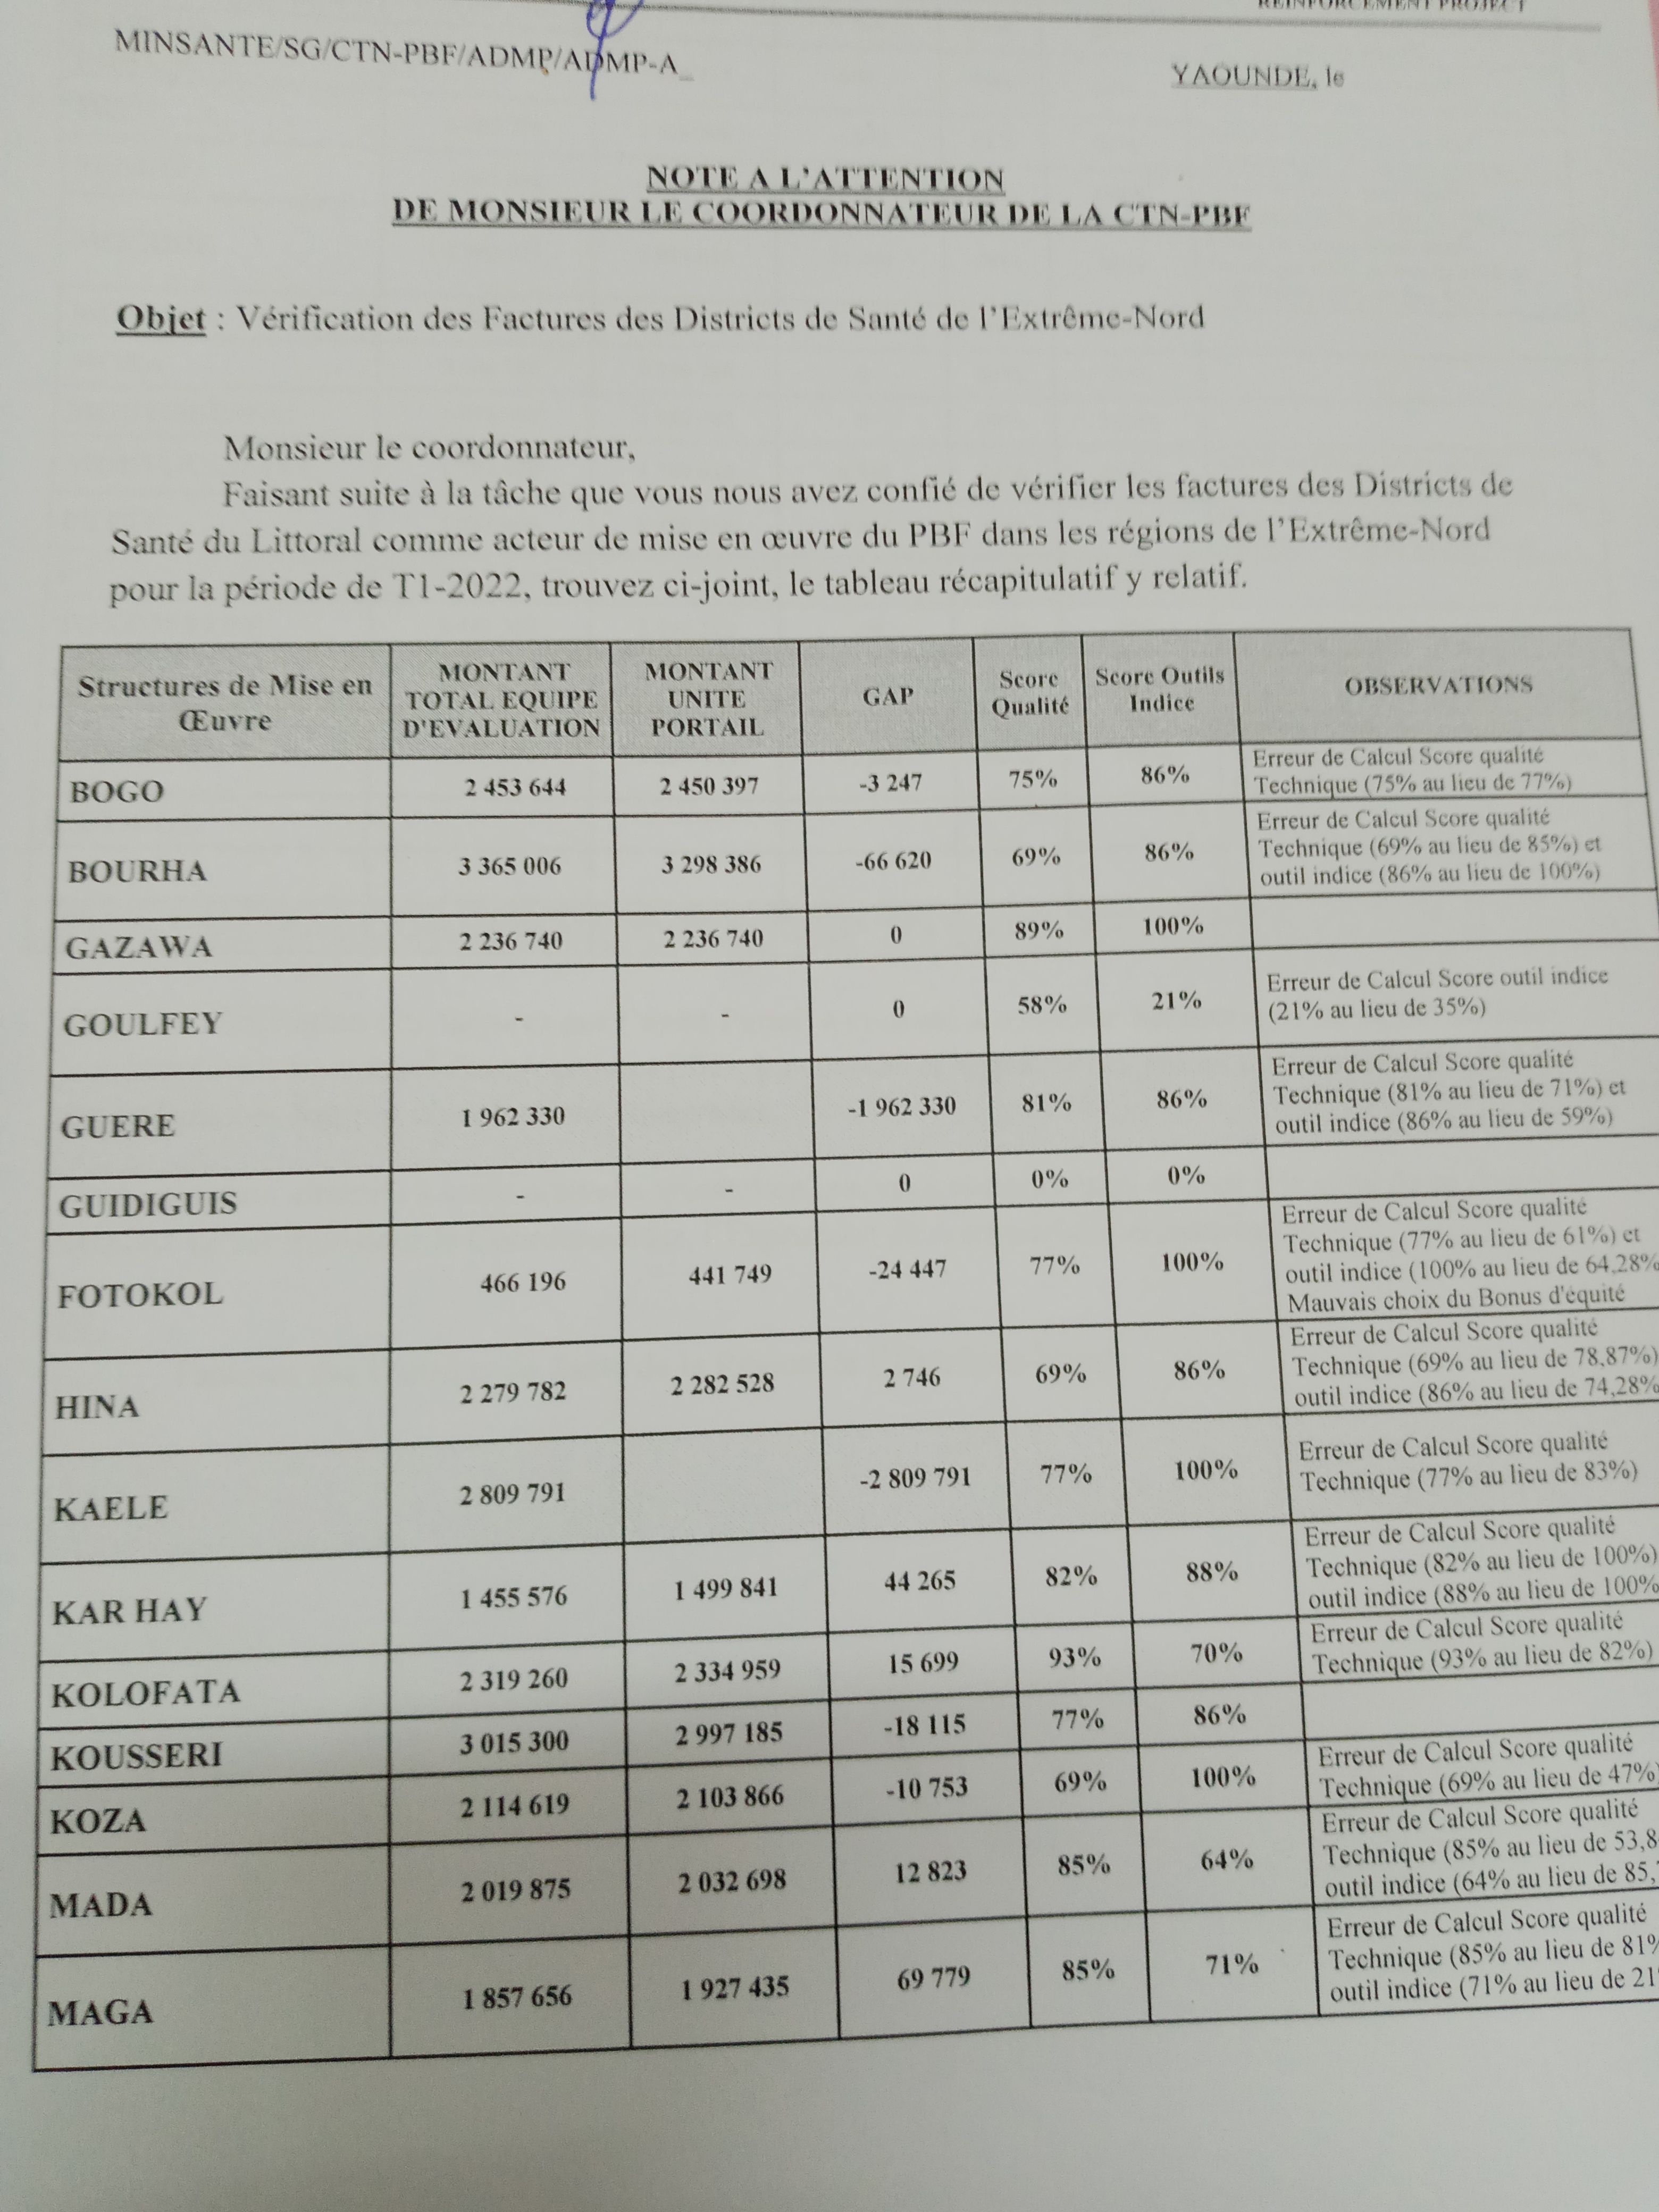 REINFORCEMENT PROJECT
MINSANTE/SG/CTN-PBF/ADMP/ADMP-A_
YAOUNDE, le
NOTE A L'ATTENTION
DE MONSIEUR LE COORDONNATEUR DE LA CTN-PBF
Objet : Vérification des Factures des Districts de Santé de l'Extrême-Nord
Monsieur le coordonnateur,
Faisant suite à la tâche que vous nous avez confié de vérifier les factures des Districts de
Santé du Littoral comme acteur de mise en œuvre du PBF dans les régions de l'Extrême-Nord
pour la période de T1-2022, trouvez ci-joint, le tableau récapitulatif y relatif.
Structures de Mise en
Œuvre
MONTANT
TOTAL EQUIPE
D'EVALUATION
MONTANT
UNITE
PORTAIL
GAP
Score
Qualité
Score Outils
Indice
OBSERVATIONS
BOGO 2 453 644 2 450 397 -3 247 75% 86%
Erreur de Calcul Score qualité
Technique (75% au lieu de 77%)
BOURHA 3 365 006 3 298 386 -66 620 69% 86%
Erreur de Calcul Score qualité
Technique (69% au lieu de 85%) et
outil indice (86% au lieu de 100%)
GAZAWA 2 236 740 2 236 740 0 89% 100%
GOULFEY - - 0 58% 21%
Erreur de Calcul Score outil indice
(21% au lieu de 35%)
GUERE 1 962 330 -1 962 330 81% 86%
Erreur de Calcul Score qualité
Technique (81% au lieu de 71%) et
outil indice (86% au lieu de 59%)
GUIDIGUIS - - 0 0% 0%
FOTOKOL 466 196 441 749 -24 447 77% 100%
Erreur de Calcul Score qualité
Technique (77% au lieu de 61%) et
outil indice (100% au lieu de 64,28%
Mauvais choix du Bonus d'équité
HINA 2 279 782 2 282 528 2 746 69% 86%
Erreur de Calcul Score qualité
Technique (69% au lieu de 78,87%)
outil indice (86% au lieu de 74,28%
KAELE 2 809 791 -2 809 791 77% 100%
Erreur de Calcul Score qualité
Technique (77% au lieu de 83%)
KAR HAY 1 455 576 1 499 841 44 265 82% 88%
Erreur de Calcul Score qualité
Technique (82% au lieu de 100%)
outil indice (88% au lieu de 100%
KOLOFATA 2 319 260 2 334 959 15 699 93% 70%
Erreur de Calcul Score qualité
Technique (93% au lieu de 82%)
KOUSSERI 3 015 300 2 997 185 -18 115 77% 86%
KOZA 2 114 619 2 103 866 -10 753 69% 100%
Erreur de Calcul Score qualité
Technique (69% au lieu de 47%)
MADA 2 019 875 2 032 698 12 823 85% 64%
Erreur de Calcul Score qualité
Technique (85% au lieu de 53,8
outil indice (64% au lieu de 85,
MAGA 1 857 656 1 927 435 69 779 85% 71%
Erreur de Calcul Score qualité
Technique (85% au lieu de 81%
outil indice (71% au lieu de 21